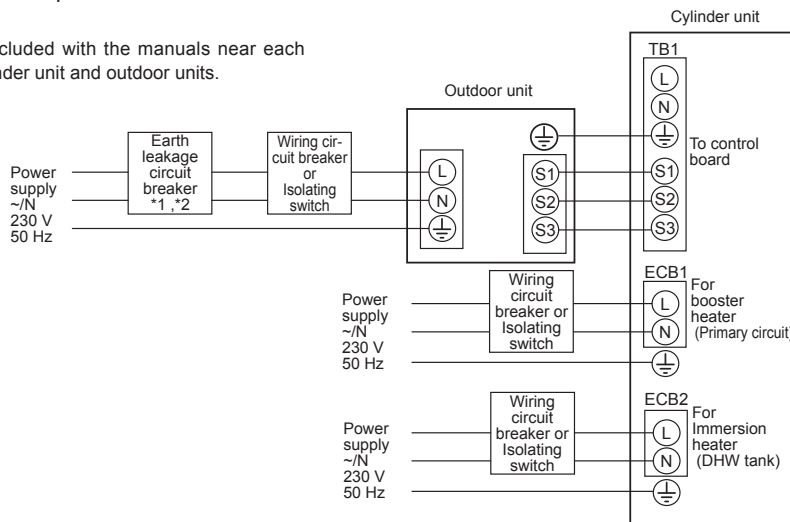 cluded with the manuals near each
der unit and outdoor units.
Cylinder unit
TB1
L
N
To control
board
S1
S2
S3
Outdoor unit
L
N
S1
S2
S3
Earth
leakage
circuit
breaker
*1 ,*2
Wiring cir-
cuit breaker
or
Isolating
switch
Power
supply
~/N
230 V
50 Hz
ECB1
For
booster
heater
(Primary circuit)
L
N
Wiring
circuit
breaker or
Isolating
switch
Power
supply
~/N
230 V
50 Hz
ECB2
For
Immersion
heater
(DHW tank)
L
N
Wiring
circuit
breaker or
Isolating
switch
Power
supply
~/N
230 V
50 Hz